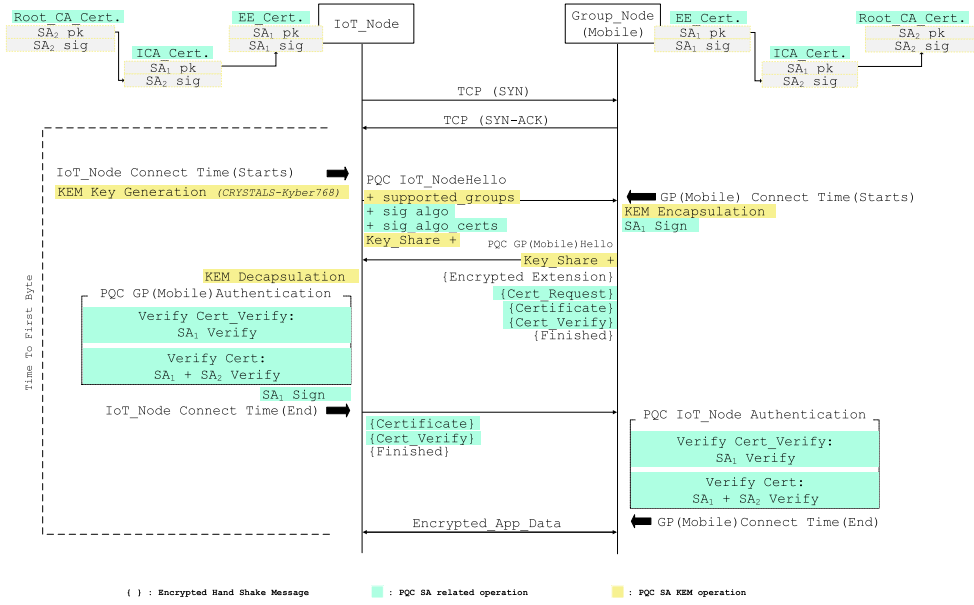 Root_CA_Cert.
SA₂ pk
SA₂ sig
ICA_Cert.
SA₁ pk
SA₂ sig
EE_Cert.
SA₁ pk
SA₁ sig
IoT_Node
Group_Node
(Mobile)
EE_Cert.
SA₁ pk
SA₁ sig
ICA_Cert.
SA₁ pk
SA₂ sig
Root_CA_Cert.
SA₂ pk
SA₂ sig
TCP (SYN)
TCP (SYN-ACK)
Time To First Byte
IoT_Node Connect Time(Starts)
KEM Key Generation (CRYSTALS-Kyber768)
PQC IoT_NodeHello
+ supported_groups
+ sig algo
+ sig_algo_certs
Key_Share +
GP(Mobile) Connect Time(Starts)
KEM Encapsulation
SA₁ Sign
PQC GP(Mobile)Hello
Key_Share +
{Encrypted Extension}
{Cert_Request}
{Certificate}
{Cert_Verify}
{Finished}
KEM Decapsulation
PQC GP(Mobile)Authentication
Verify Cert_Verify:
SA₁ Verify
Verify Cert:
SA₁ + SA₂ Verify
SA₁ Sign
IoT_Node Connect Time(End)
{Certificate}
{Cert_Verify}
{Finished}
PQC IoT_Node Authentication
Verify Cert_Verify:
SA₁ Verify
Verify Cert:
SA₁ + SA₂ Verify
GP(Mobile)Connect Time(End)
Encrypted_App_Data
{ } : Encrypted Hand Shake Message
: PQC SA related operation
: PQC SA KEM operation